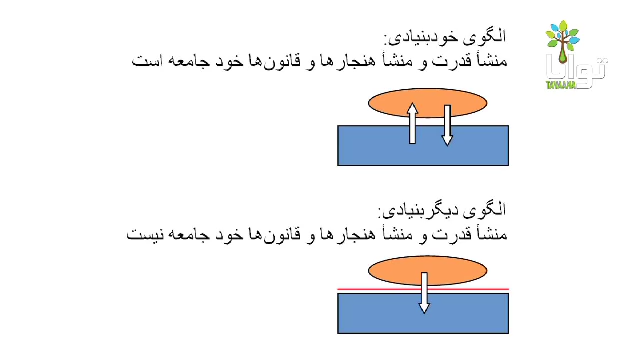 الگوی خودبنیادی:
منشأ قدرت و منشأ هنجارها و قانون‌ها خود جامعه است
توانا
TAVAANA
الگوی دیگربنیادی:
منشأ قدرت و منشأ هنجارها و قانون‌ها خود جامعه نیست